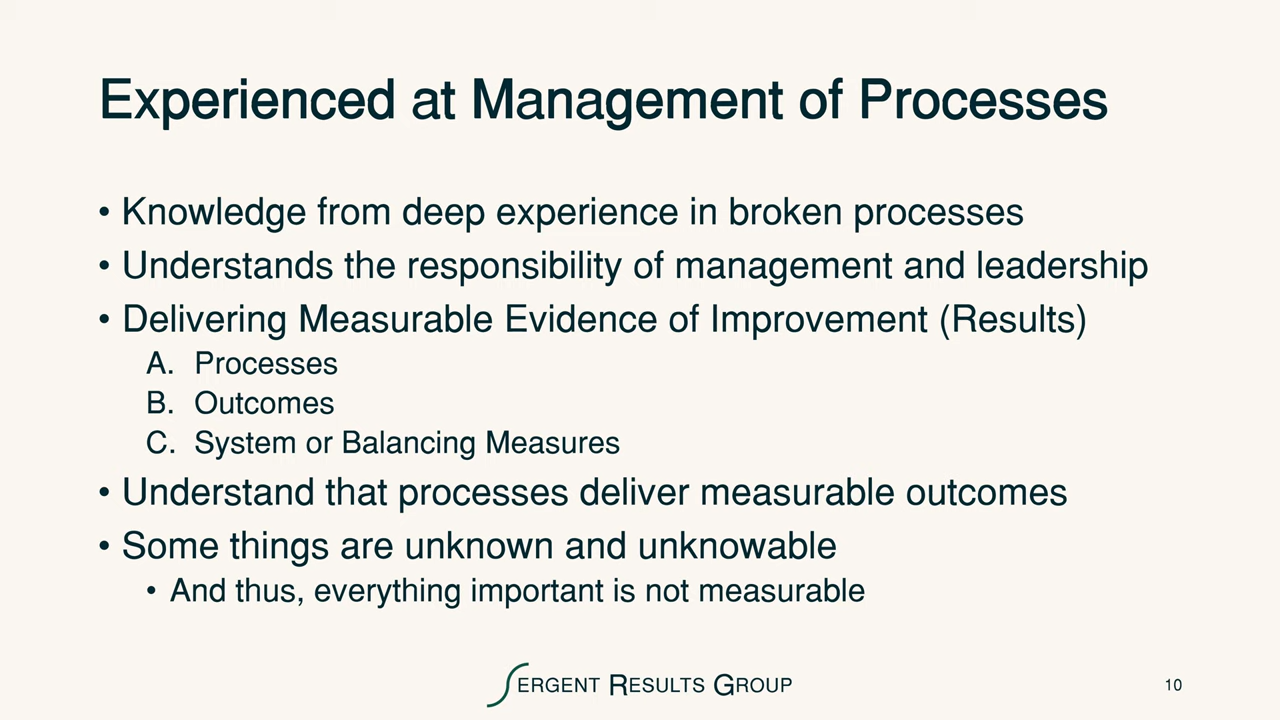 Experienced at Management of Processes
• Knowledge from deep experience in broken processes
• Understands the responsibility of management and leadership
• Delivering Measurable Evidence of Improvement (Results)
A. Processes
B. Outcomes
C. System or Balancing Measures
• Understand that processes deliver measurable outcomes
• Some things are unknown and unknowable
• And thus, everything important is not measurable
SERGENT RESULTS GROUP
10